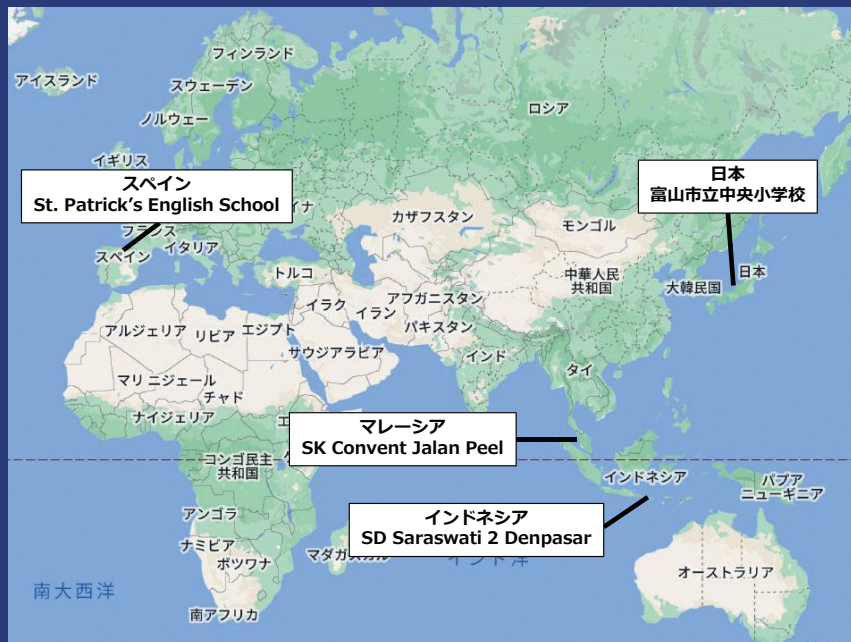 フィンランド
アイスランド
スウェーデン
ロシア
ノルウェー
イギリス
スペイン
St. Patrick’s English School
日本
富山市立中央小学校
イナ
カザフスタン
モンゴル
フランス
スペイン
イタリア
トルコ
中華人民
共和国
大韓民国
日本
イラク
イラン
アフガニスタン
アルジェリア
リビア
エジプト
パキスタン
サウジアラビア
インド
タイ
マリ
ニジェール
チャド
ナイジェリア
エ
マレーシア
SK Convent Jalan Peel
コンゴ民主
共和国
ケ
インドネシア
パプア
ニューギニア
アンゴラ
インドネシア
SD Saraswati 2 Denpasar
ナミビア
ボツワナ
マダガスカル
インド洋
オーストラリア
南大西洋
南アフリカ